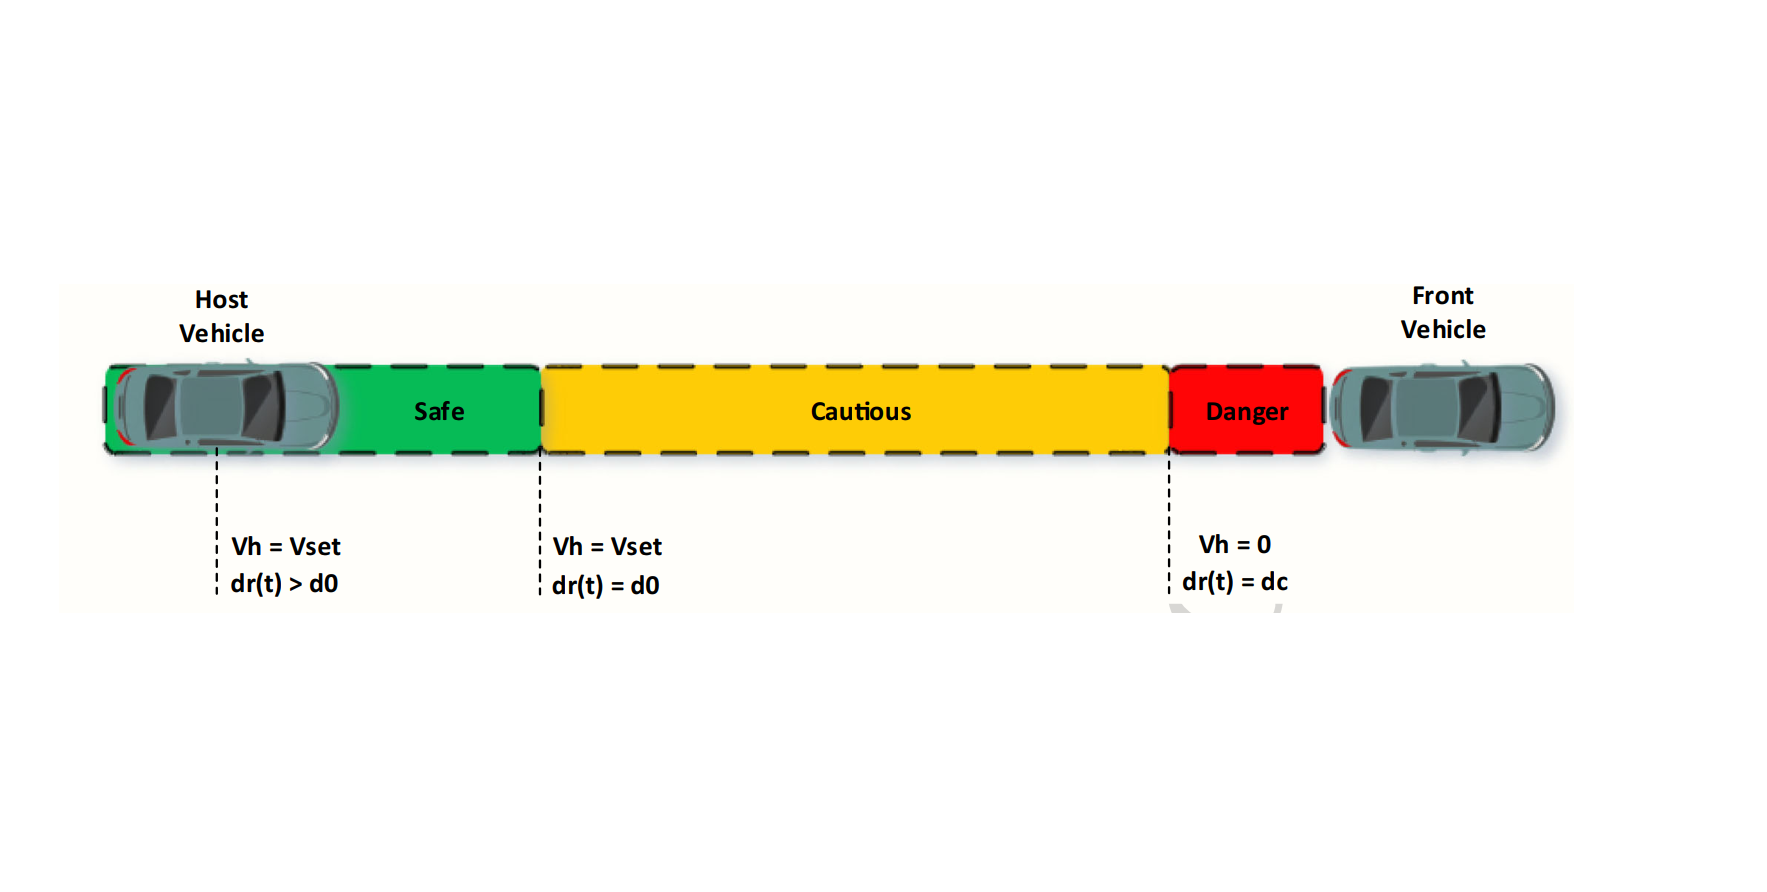 Host
Vehicle
Front
Vehicle
Safe
Cautious
Danger
Vh = Vset
dr(t) > d0
Vh = Vset
dr(t) = d0
Vh = 0
dr(t) = dc